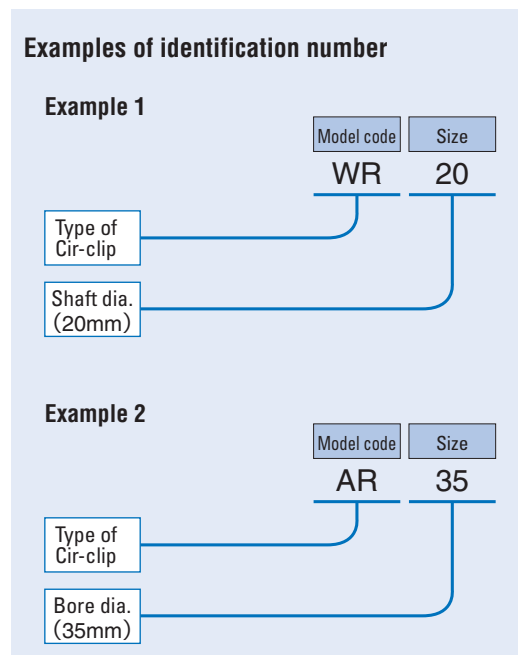 Examples of identification number
Example 1
Model code Size
WR 20
Type of
Cir-clip
Shaft dia.
(20mm)
Example 2
Model code Size
AR 35
Type of
Cir-clip
Bore dia.
(35mm)